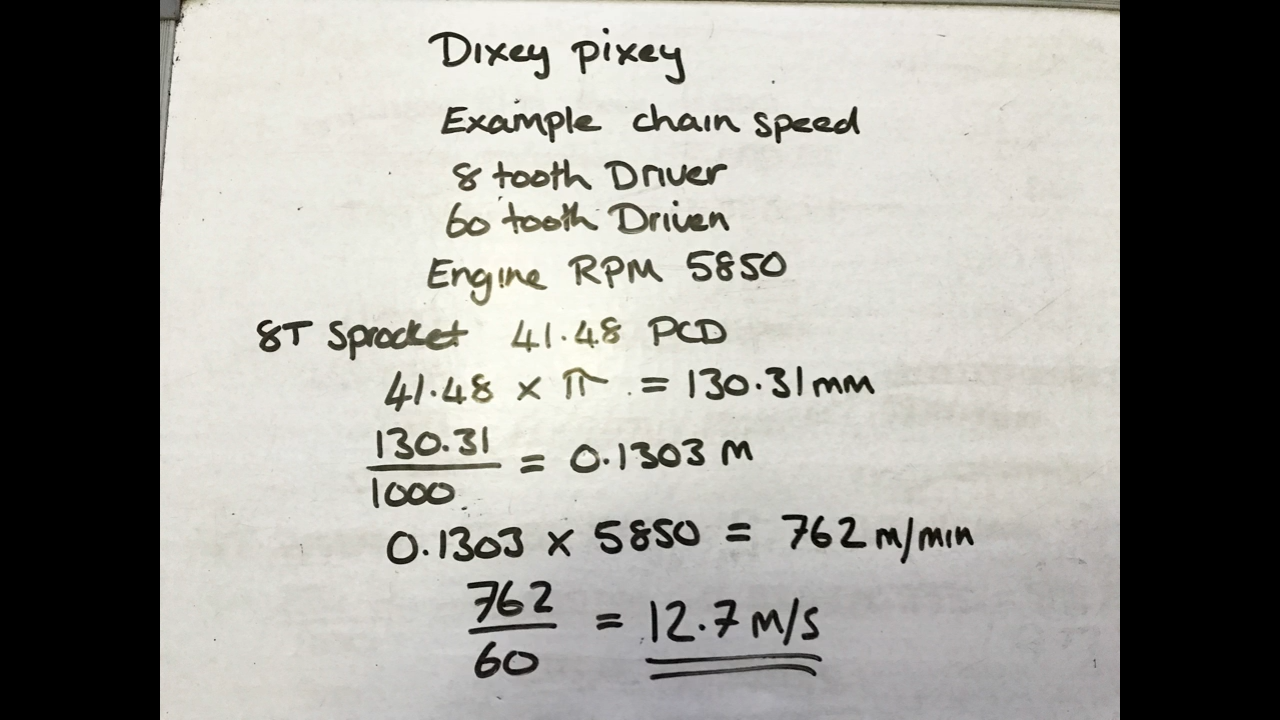 Dixey pixey
Example chain speed
8 tooth Driver
60 tooth Driven
Engine RPM 5850
8T Sprocket 41.48 PCD
41.48 x π = 130.31mm
130.31
1000
= 0.1303 M
0.1303 x 5850 = 762 m/min
762
60
= 12.7 M/S